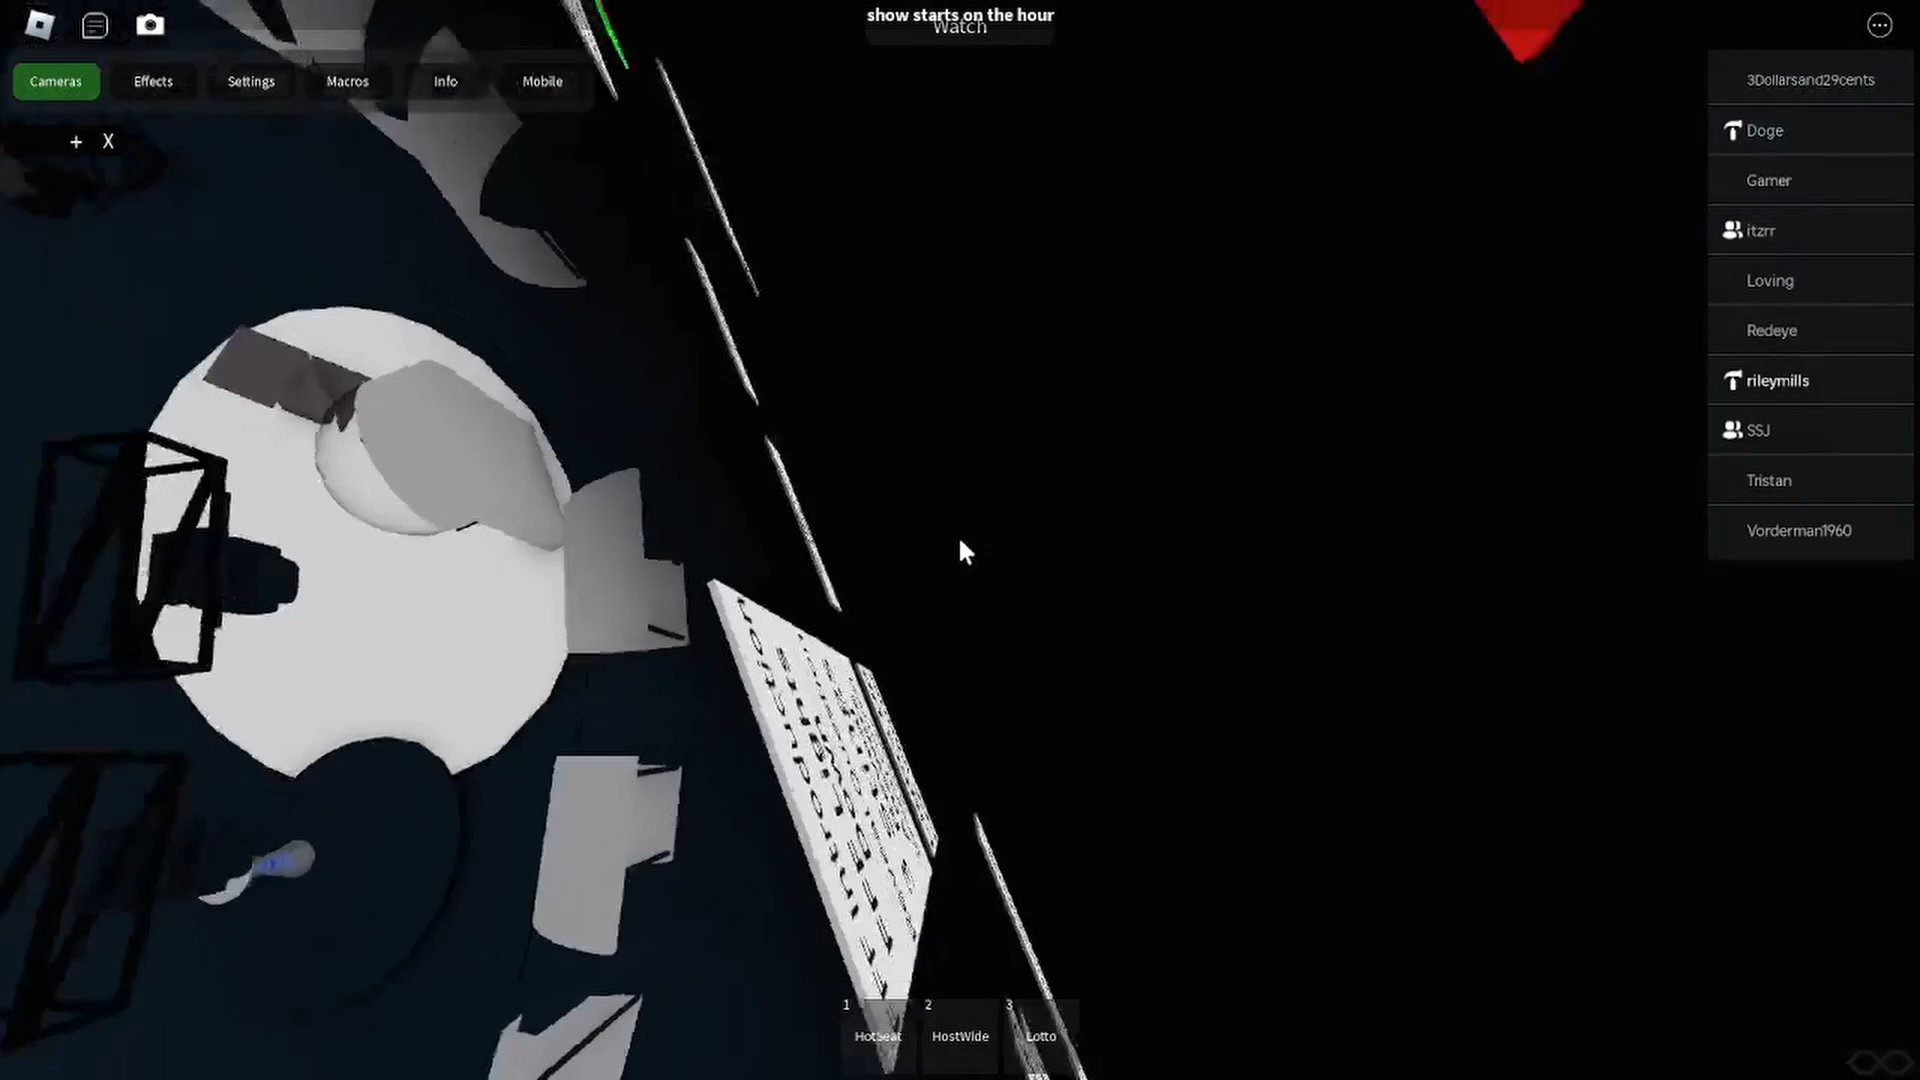 show starts on the hour
Watch
Cameras
Effects
Settings
Macros
Info
Mobile
+ X
3Dollarsand29cents
Doge
Gamer
itzrr
Loving
Redeye
rileymills
SSJ
Tristan
Vorderman1960
1
HotSeat
2
HostWide
3
Lotto